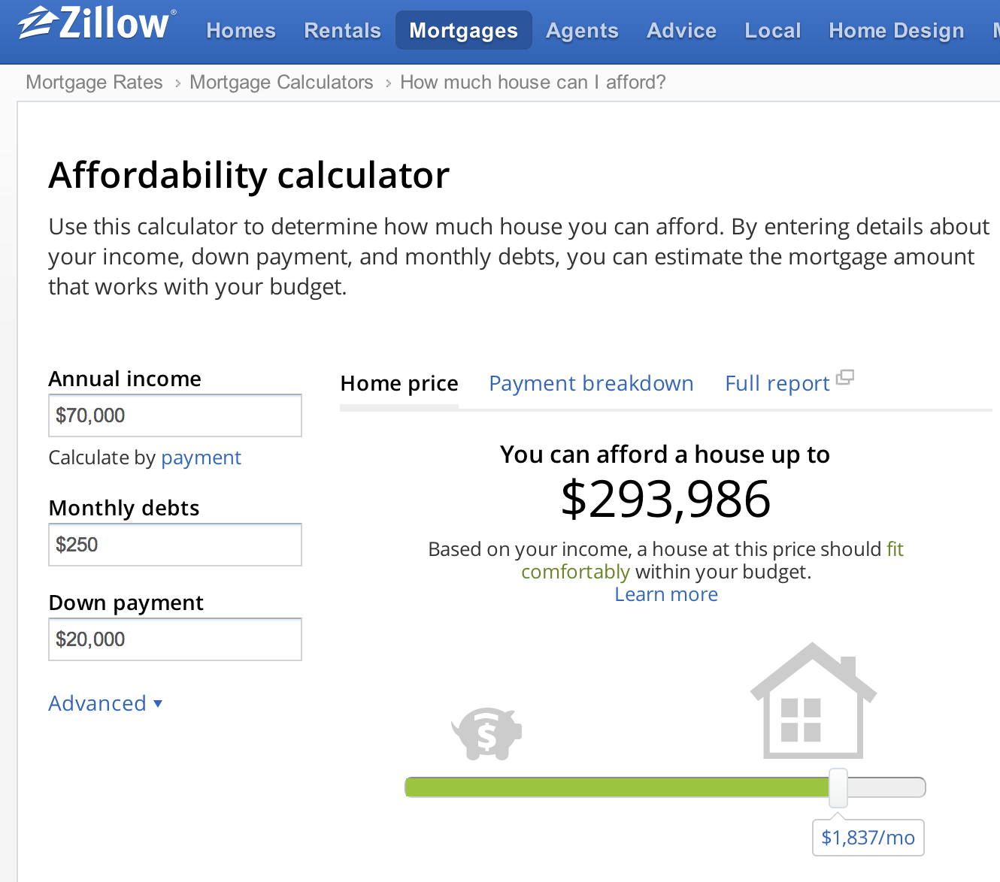 Zillow®
Homes Rentals Mortgages Agents Advice Local Home Design
Mortgage Rates › Mortgage Calculators › How much house can I afford?
Affordability calculator
Use this calculator to determine how much house you can afford. By entering details about
your income, down payment, and monthly debts, you can estimate the mortgage amount
that works with your budget.
Annual income
$70,000
Calculate by payment
Monthly debts
$250
Down payment
$20,000
Advanced ▾
Home price Payment breakdown Full report
You can afford a house up to
$293,986
Based on your income, a house at this price should fit
comfortably within your budget.
Learn more
$
$1,837/mo